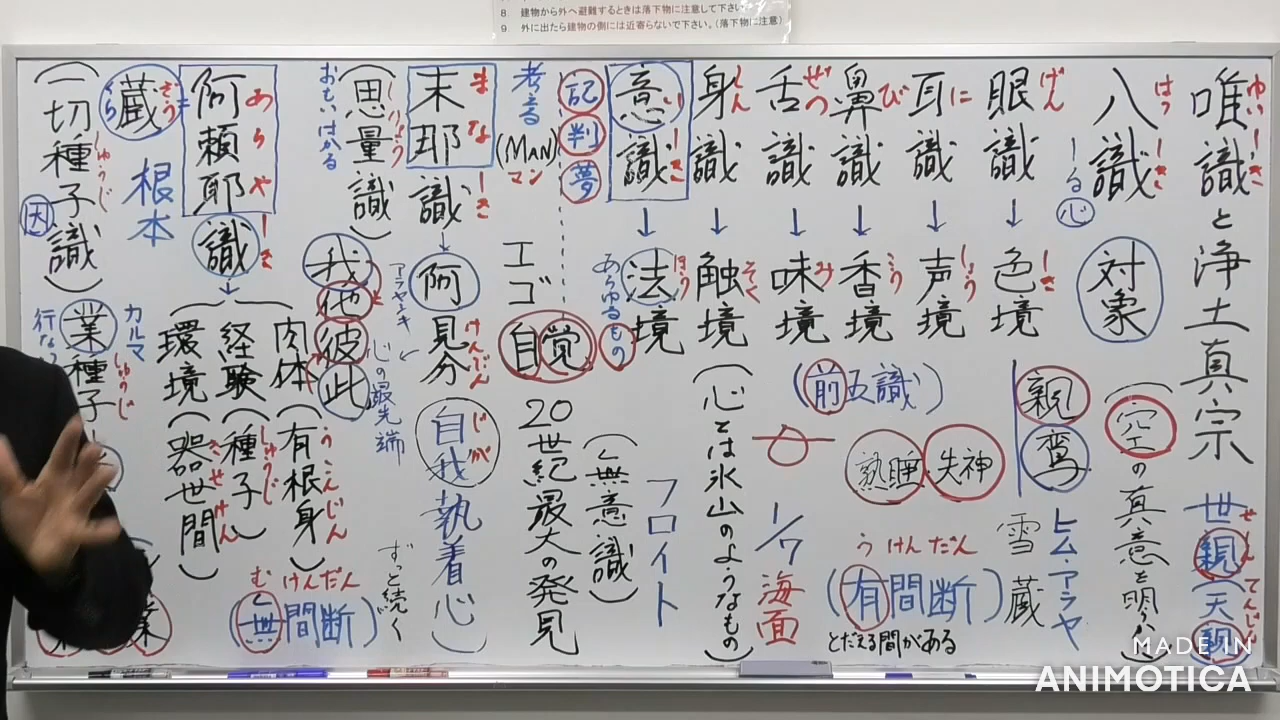 8. 建物から外へ避難するときは落下物に注意して下さい
9. 外に出たら建物の側には近寄らないで下さい。(落下物に注意)
唯識と浄土真宗
ゆいしき
世親(天親
せしん てんじん
八識
はっしき
しる心
対象
(空の真意を明らか)
眼識
げん
↓
色境
しき
親鸞
ヒマ・アラヤ
雪蔵
耳識
に
↓
声境
しょう
鼻識
び
↓
香境
こう
舌識
ぜつ
↓
味境
み
(前五識)
熟睡
失神
うけんだん
(有間断)
とだえる間がある
身識
しん
↓
触境
そく
1/7
海面
(心とは氷山のようなもの)
意識
いしき
↓
法境
ほう
あらゆるもの
フロイト
(無意識)
記
判
夢
自覚
エゴ
20世紀最大の発見
考える
(MAN)
マン
末耶識
まなしき
↓
阿
見分
けんぶん
アラヤシキ
心の最先端
自我執着心)
じが
ずっと続く
(思量識)
しりょう
おもいはかる
我
他
彼
此
阿頼耶識
あらやしき
↓
肉体
(有根身)
うこんじん
経験
(種子)
しゅうじ
環境
(器世間)
きせけん
むけんだん
(無間断)
蔵
ぞう
くら
根本
(一切種子識)
しゅうじ
因
カルマ
業種子
しゅうじ
業
MADE IN
ANIMOTICA